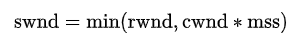 swnd = min(rwnd, cwnd ∗ mss)